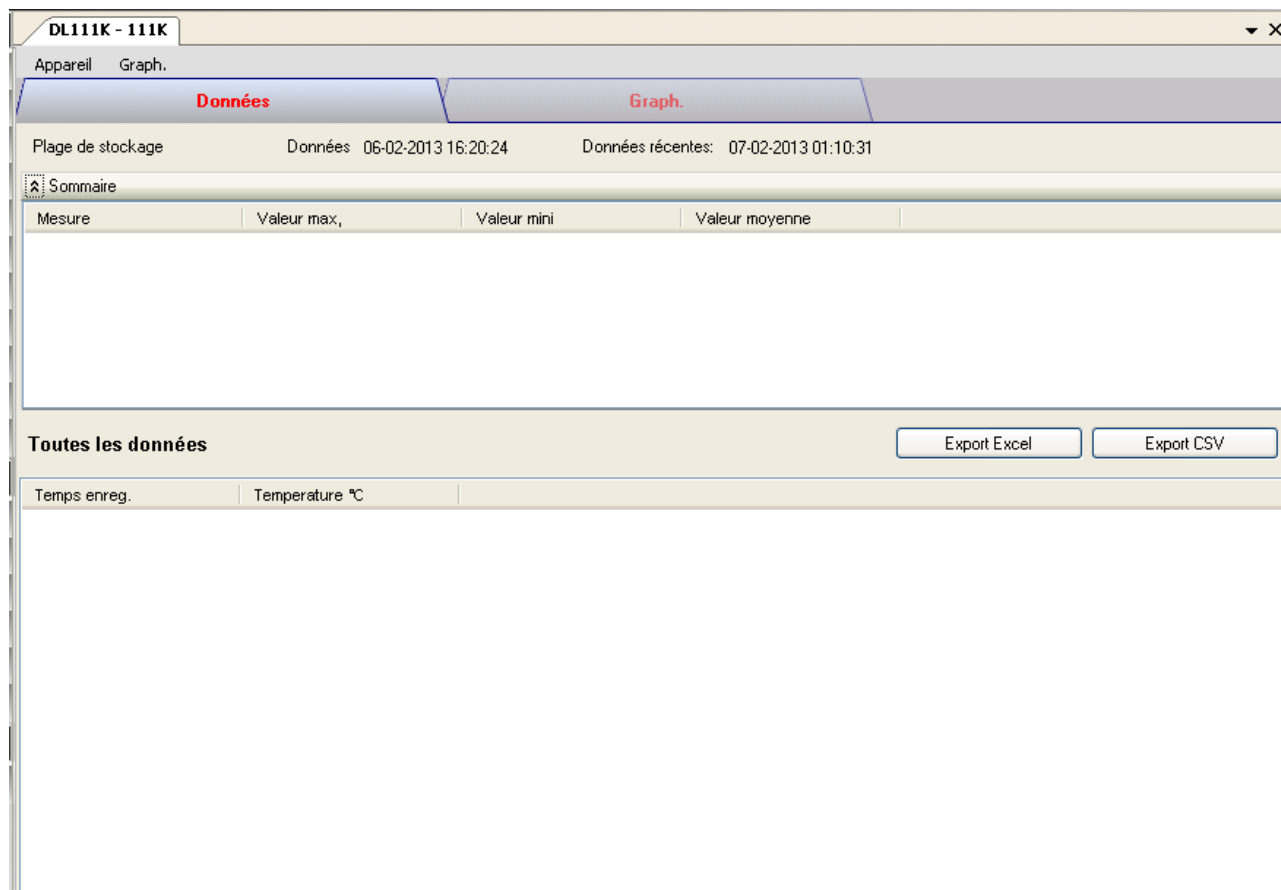 DL111K - 111K
Appareil Graph.
Données Graph.
Plage de stockage Données 06-02-2013 16:20:24 Données récentes: 07-02-2013 01:10:31
Sommaire
Mesure Valeur max, Valeur mini Valeur moyenne
Toutes les données Export Excel Export CSV
Temps enreg. Temperature °C